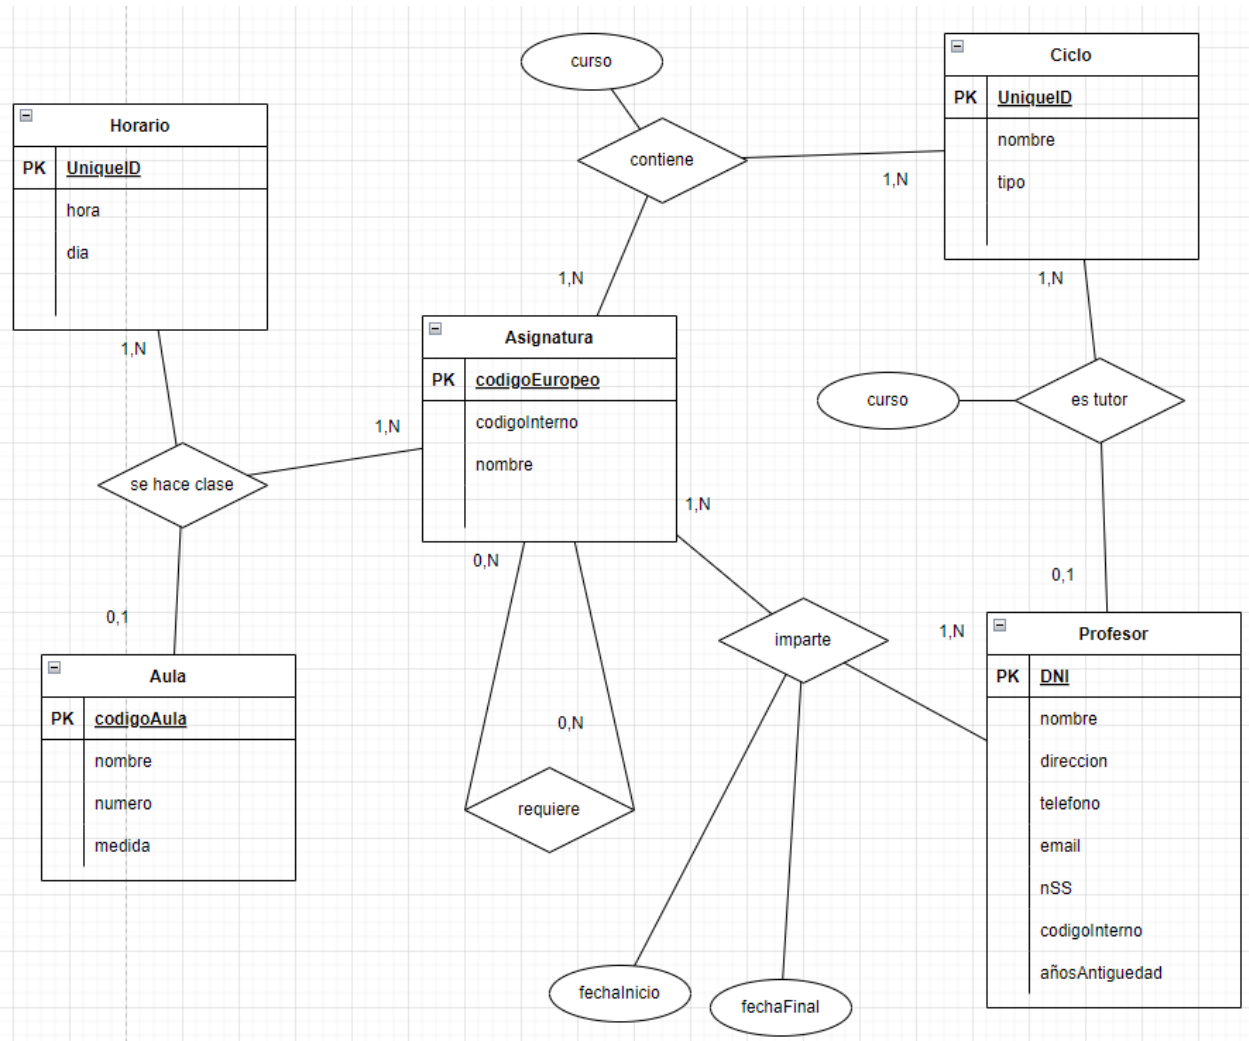 curso
Ciclo
PK UniqueID
nombre
tipo
contiene
1,N
1,N
Horario
PK UniqueID
hora
dia
1,N
1,N
Asignatura
PK codigoEuropeo
codigoInterno
nombre
1,N
se hace clase
curso
es tutor
1,N
0,N
0,1
0,1
imparte
1,N
Profesor
PK DNI
nombre
direccion
telefono
email
nSS
codigoInterno
añosAntiguedad
Aula
PK codigoAula
nombre
numero
medida
0,N
requiere
fechaInicio
fechaFinal